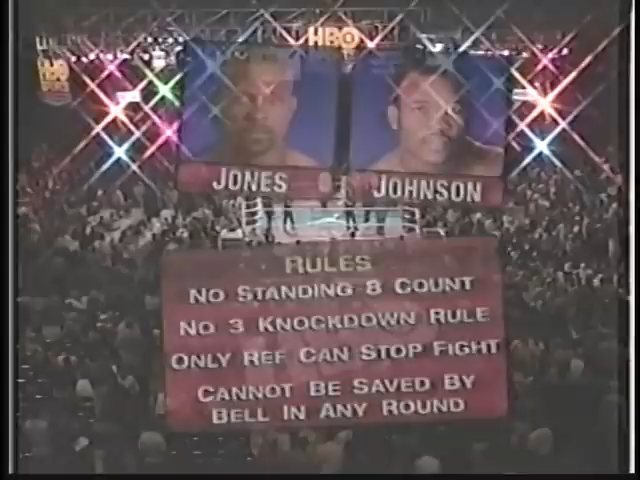 HBO
HBO
JONES
JOHNSON
RULES
NO STANDING 8 COUNT
NO 3 KNOCKDOWN RULE
ONLY REF CAN STOP FIGHT
CANNOT BE SAVED BY
BELL IN ANY ROUND